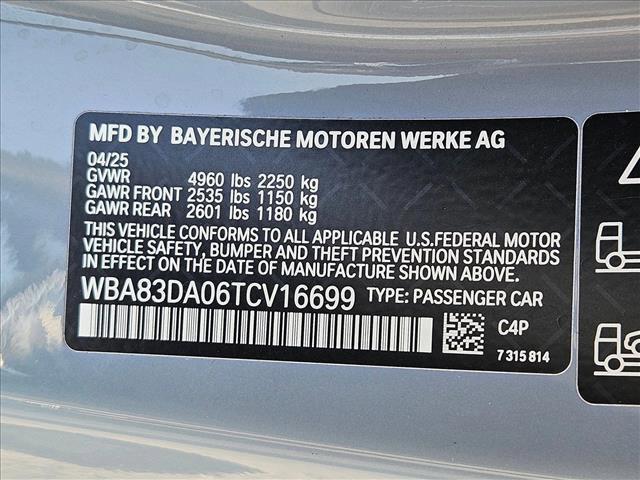 MFD BY BAYERISCHE MOTOREN WERKE AG
04/25
GVWR 4960 lbs 2250 kg
GAWR FRONT 2535 lbs 1150 kg
GAWR REAR 2601 lbs 1180 kg
THIS VEHICLE CONFORMS TO ALL APPLICABLE U.S.FEDERAL MOTOR
VEHICLE SAFETY, BUMPER AND THEFT PREVENTION
STANDARDS IN EFFECT ON THE DATE OF MANUFACTURE SHOWN ABOVE.
WBA83DA06TCV16699 TYPE: PASSENGER CAR
C4P
7 315 814